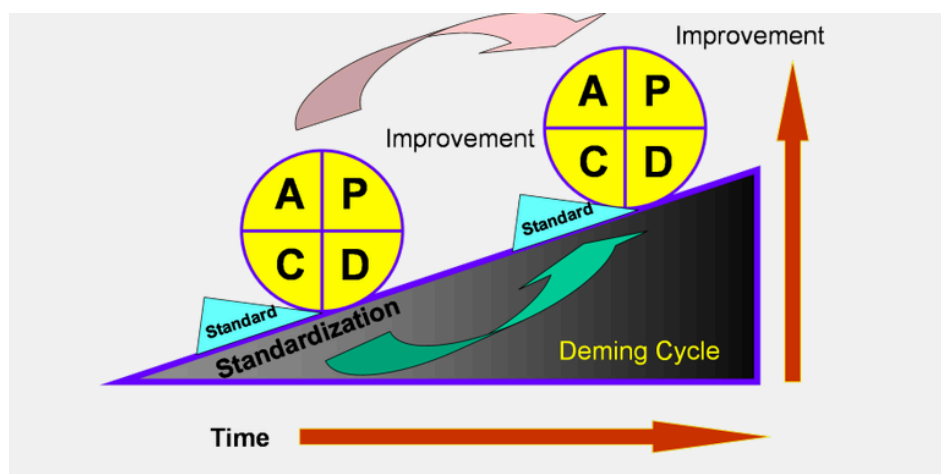 Improvement
A P
C D
Improvement
Standard
A P
C D
Standard
Standardization
Deming Cycle
Time